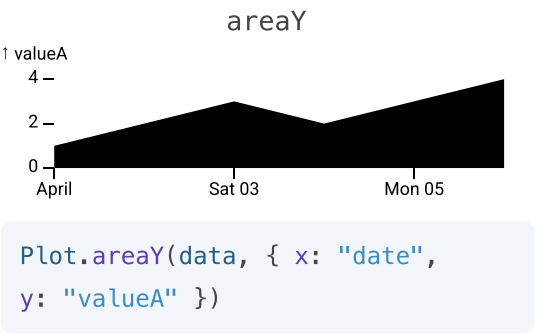 areaY
↑ valueA
4
2
0
April
Sat 03
Mon 05
Plot.areaY(data, { x: "date",
y: "valueA" })